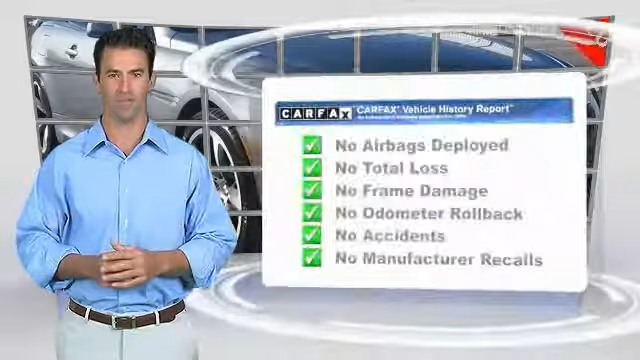 CARFAX CARFAX Vehicle History Report™
No Airbags Deployed
No Total Loss
No Frame Damage
No Odometer Rollback
No Accidents
No Manufacturer Recalls